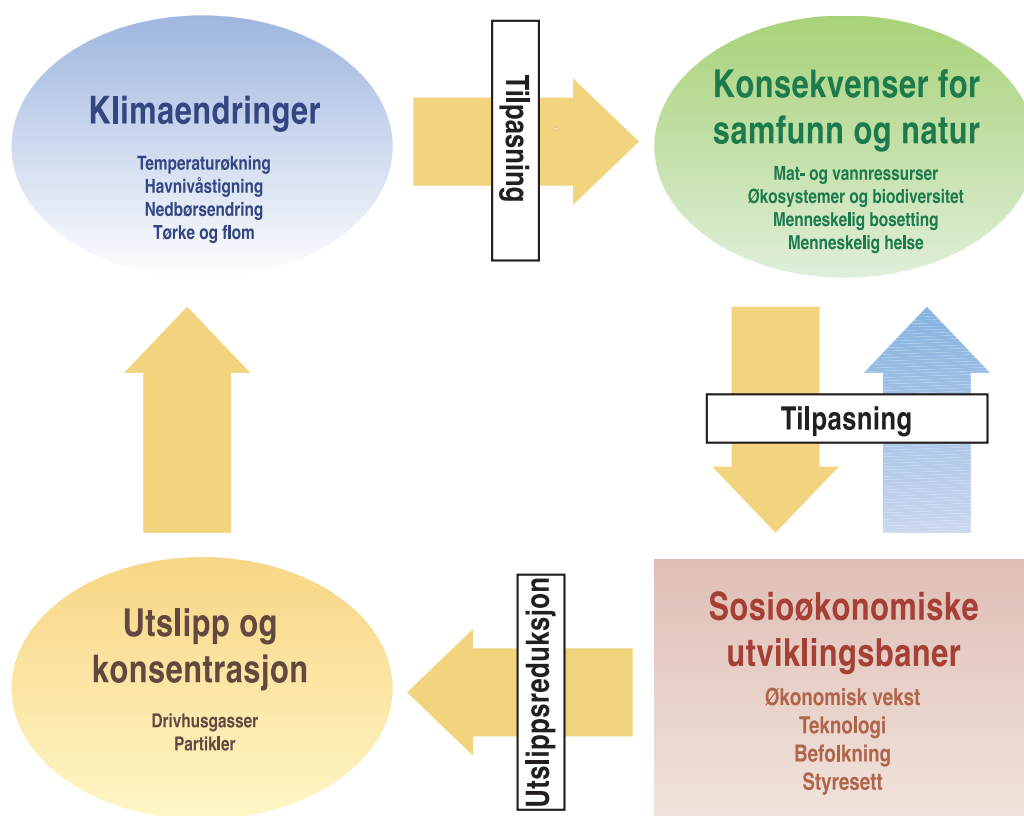 Klimaendringer
Temperaturøkning
Havnivåstigning
Nedbørsendring
Tørke og flom
Tilpasning
Konsekvenser for
samfunn og natur
Mat- og vannressurser
Økosystemer og biodiversitet
Menneskelig bosetting
Menneskelig helse
Tilpasning
Utslipp og
konsentrasjon
Drivhusgasser
Partikler
Utslippsreduksjon
Sosioøkonomiske
utviklingsbaner
Økonomisk vekst
Teknologi
Befolkning
Styresett